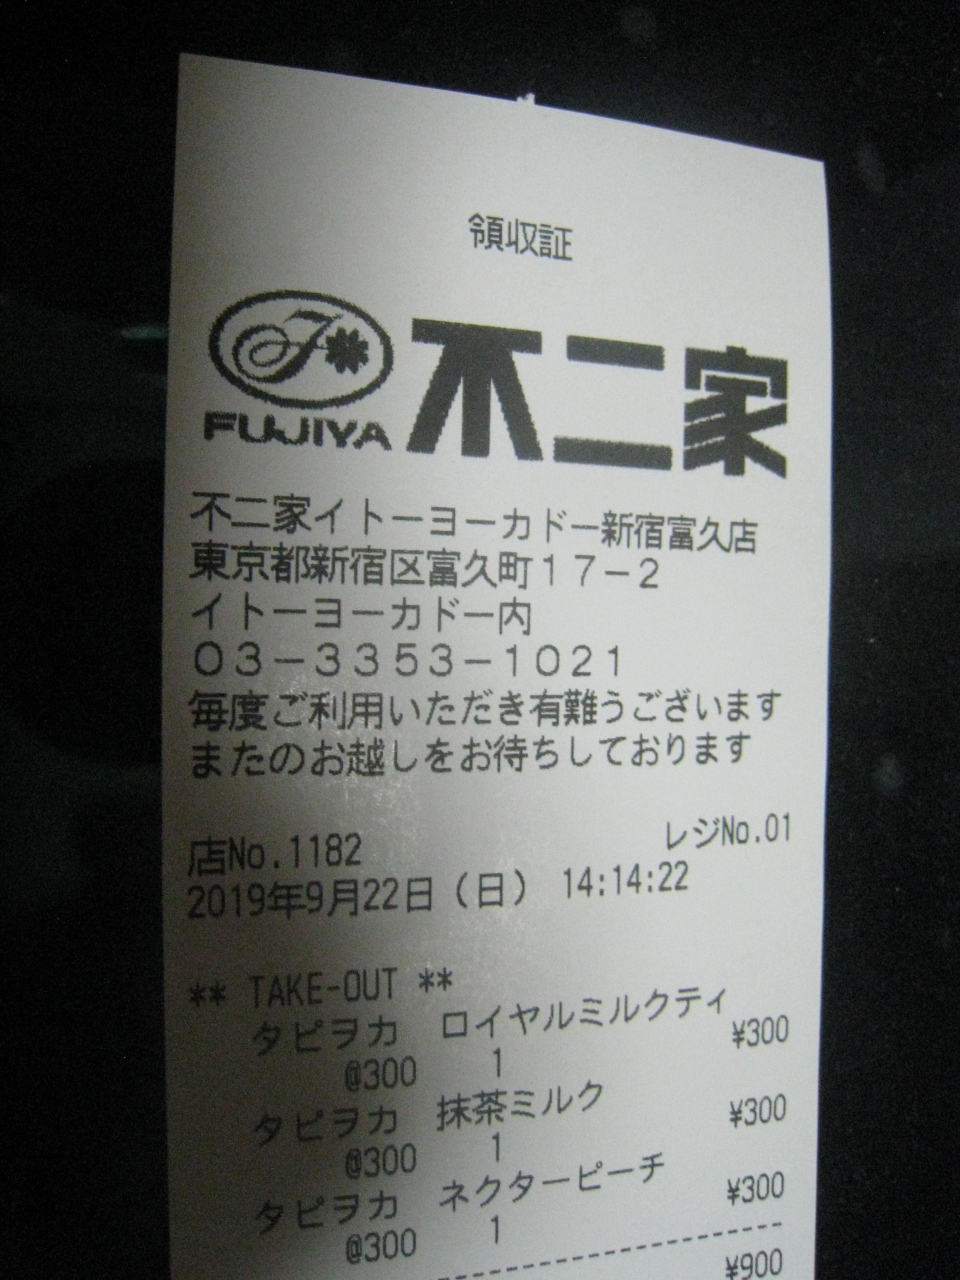 領収証
FUJIYA 不二家
不二家イトーヨーカドー新宿富久店
東京都新宿区富久町17-2
イトーヨーカドー内
03-3353-1021
毎度ご利用いただき有難うございます
またのお越しをお待ちしております
店No.1182 レジNo.01
2019年9月22日(日) 14:14:22
** TAKE-OUT **
タピヲカ ロイヤルミルクティ ¥300
@300 1
タピヲカ 抹茶ミルク ¥300
@300 1
タピヲカ ネクターピーチ ¥300
@300 1
¥900